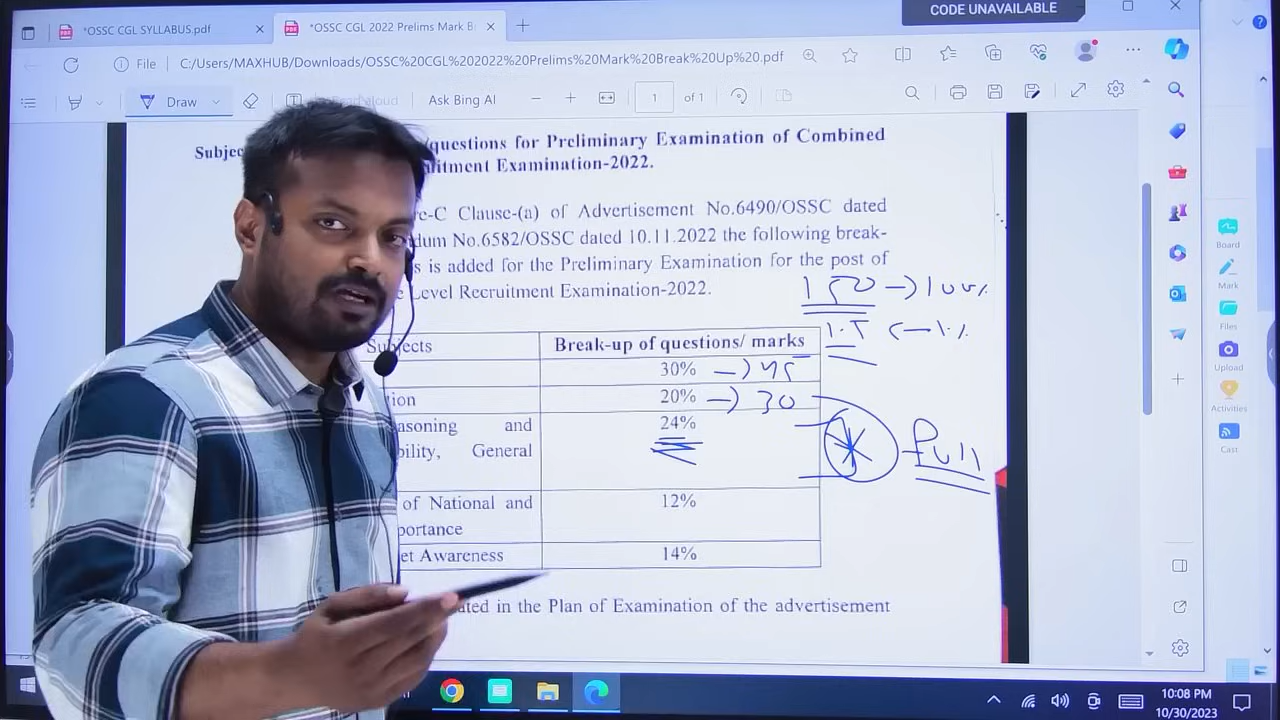 CODE UNAVAILABLE
*OSSC CGL SYLLABUS.pdf
*OSSC CGL 2022 Prelims Mark B
File C:/Users/MAXHUB/Downloads/OSSC%20CGL%202022%20Prelims%20Mark%20Break%20Up%20.pdf
Draw
Ask Bing AI
1 of 1
Subjec questions for Preliminary Examination of Combined
itment Examination-2022.
e-C Clause-(a) of Advertisement No.6490/OSSC dated
dum No.6582/OSSC dated 10.11.2022 the following break-
s is added for the Preliminary Examination for the post of
e Level Recruitment Examination-2022.
150 → 100%
1.5 ← 1%
Subjects Break-up of questions/ marks
30% → 45
tion 20% → 30
asoning and 24%
bility, General
full
of National and 12%
portance
et Awareness 14%
ated in the Plan of Examination of the advertisement
Board
Mark
Files
Upload
Activities
Cast
10:08 PM
10/30/2023